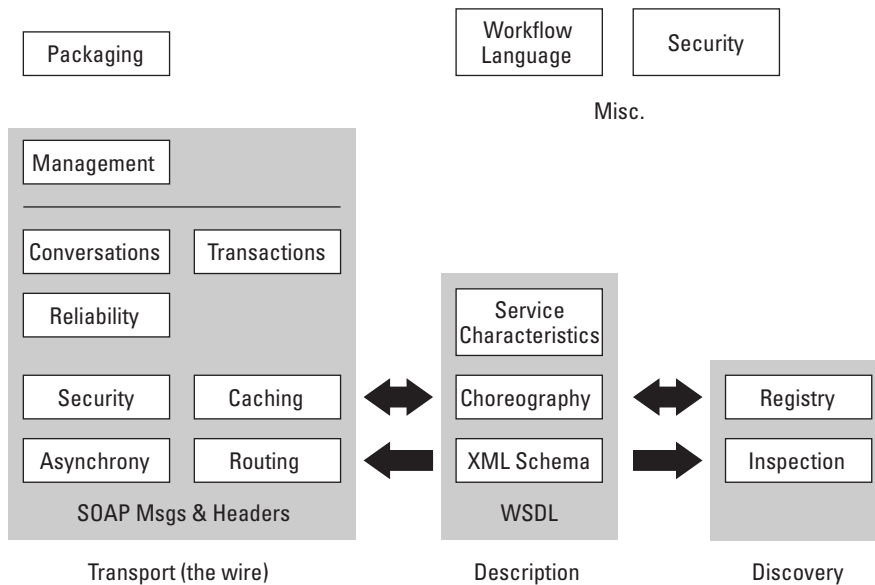 Packaging
Workflow
Language
Security
Misc.
Management
Conversations
Transactions
Reliability
Security
Caching
Asynchrony
Routing
SOAP Msgs & Headers
Transport (the wire)
Service
Characteristics
Choreography
XML Schema
WSDL
Description
Registry
Inspection
Discovery